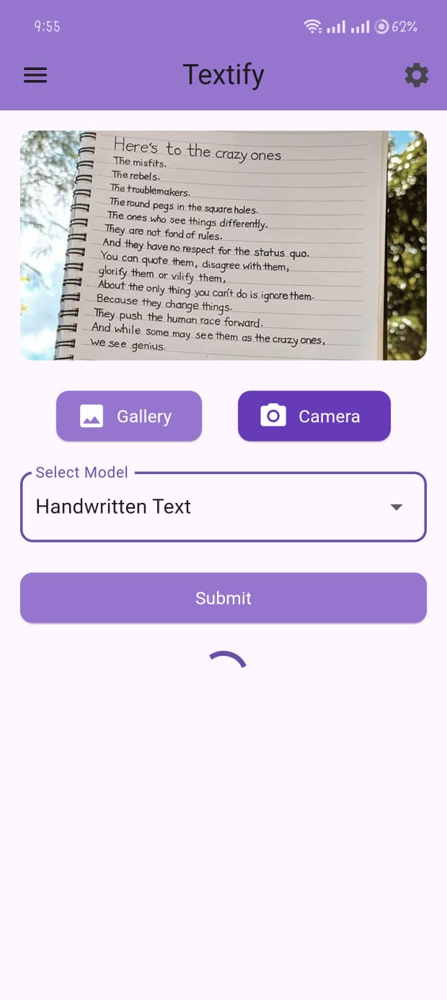 9:55
62%
Textify
Here's to the crazy ones
The misfits.
The rebels.
The troublemakers.
The round pegs in the square holes.
The ones who see things differently.
They are not fond of rules.
And they have no respect for the status quo.
You can quote them, disagree with them,
glorify them or vilify them,
About the only thing you can't do is ignore them.
Because they change things.
They push the human race forward.
And while some may see them as the crazy ones,
we see genius.
Gallery
Camera
Select Model
Handwritten Text
Submit